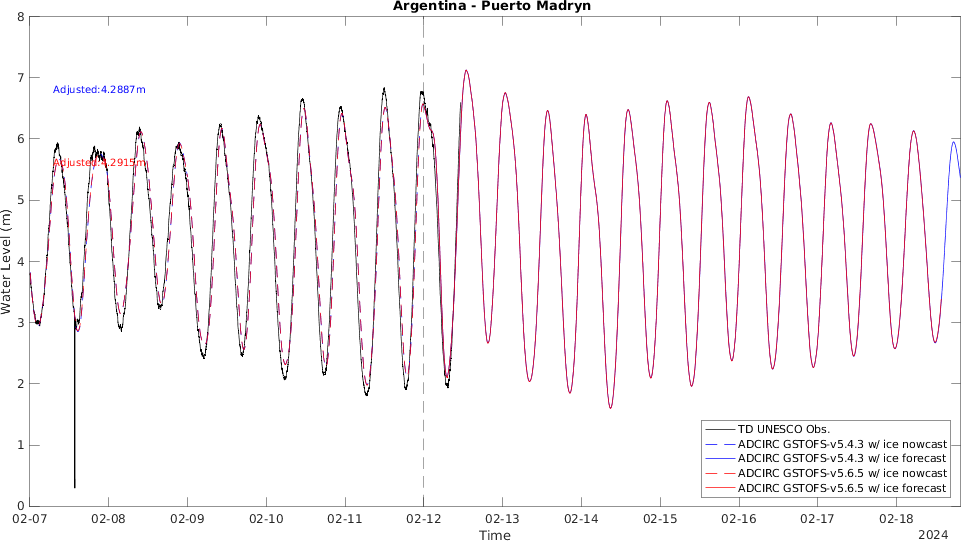 Argentina - Puerto Madryn
8
7
6
5
4
3
2
1
0
Water Level (m)
Adjusted:4.2887m
Adjusted:4.2915m
TD UNESCO Obs.
ADCIRC GSTOFS-v5.4.3 w/ ice nowcast
ADCIRC GSTOFS-v5.4.3 w/ ice forecast
ADCIRC GSTOFS-v5.6.5 w/ ice nowcast
ADCIRC GSTOFS-v5.6.5 w/ ice forecast
02-07 02-08 02-09 02-10 02-11 02-12 02-13 02-14 02-15 02-16 02-17 02-18
Time
2024